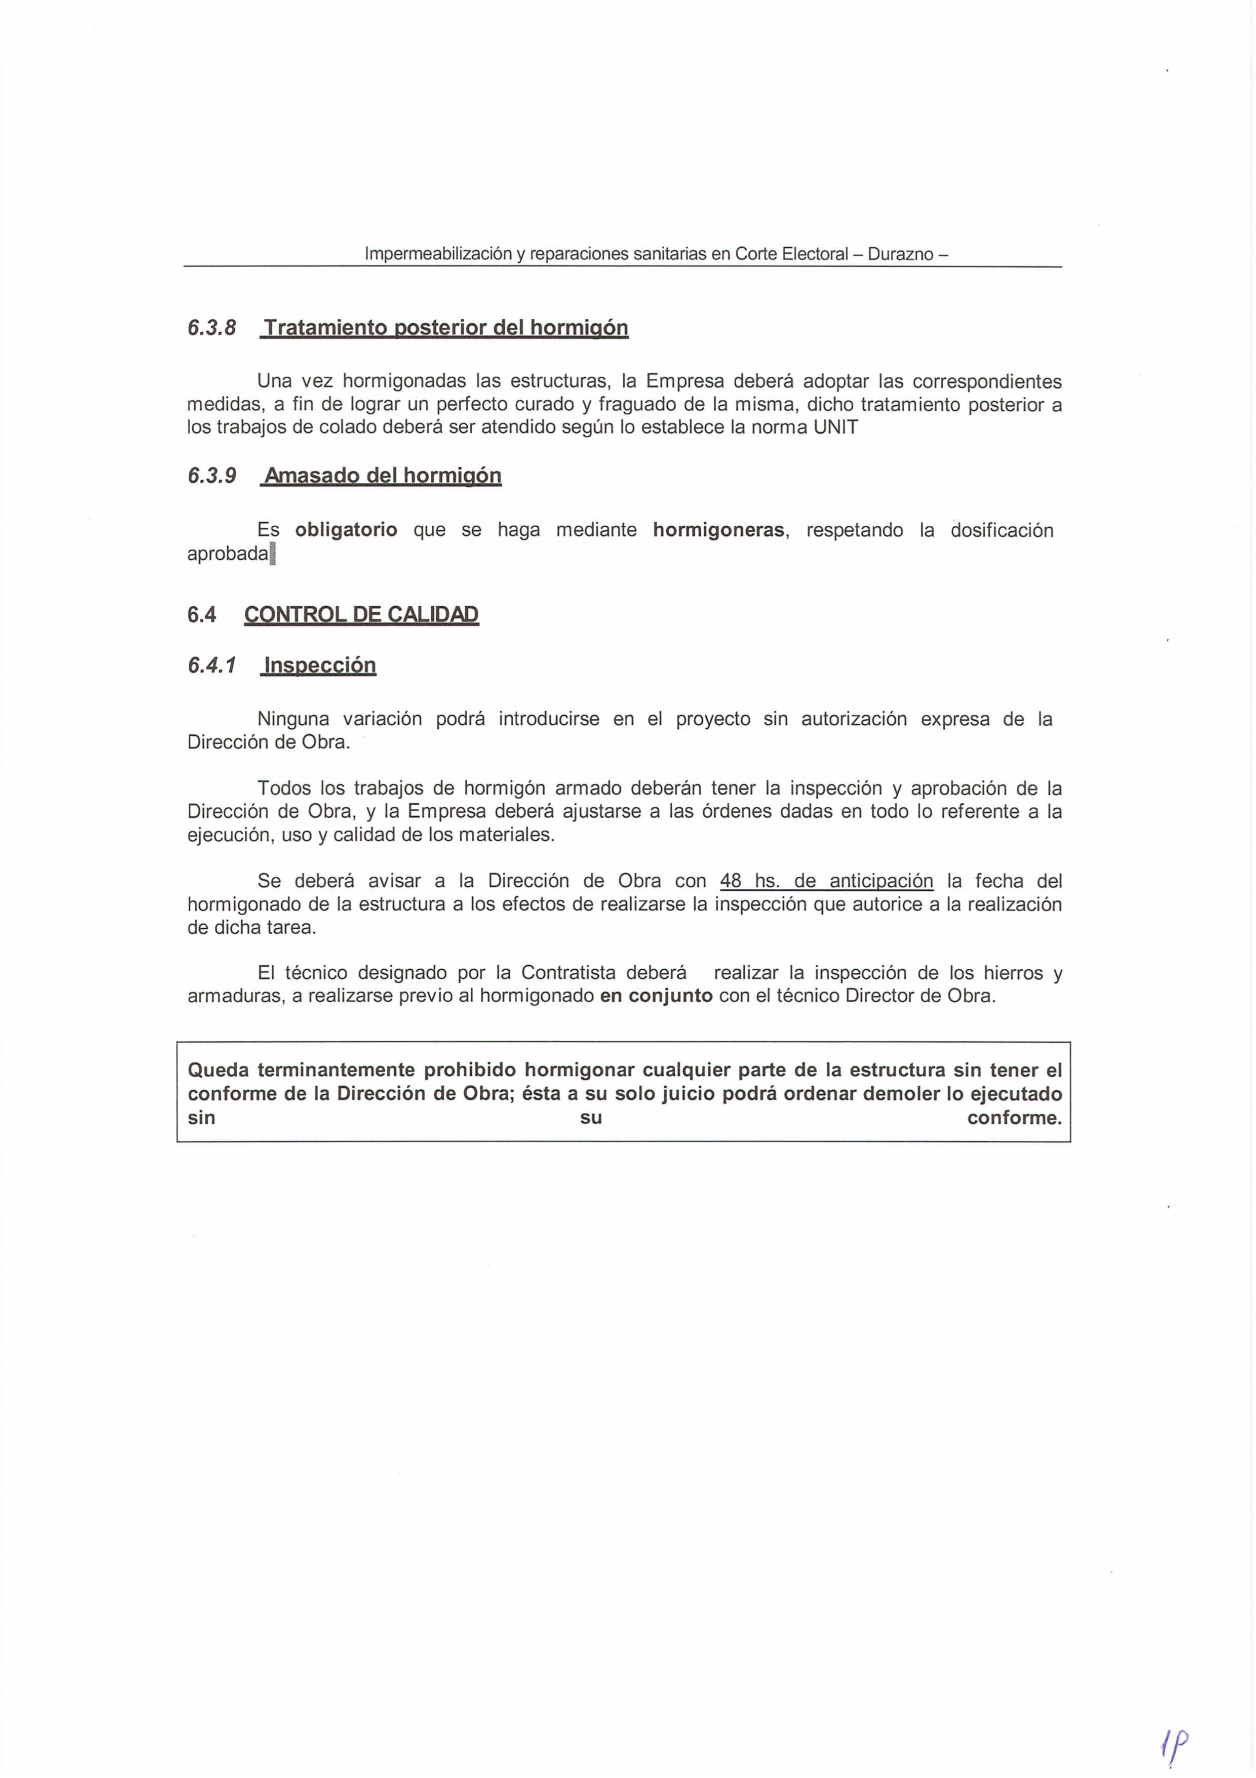 Impermeabilización y reparaciones sanitarias en Corte Electoral – Durazno –
6.3.8 Tratamiento posterior del hormigón
Una vez hormigonadas las estructuras, la Empresa deberá adoptar las correspondientes
medidas, a fin de lograr un perfecto curado y fraguado de la misma, dicho tratamiento posterior a
los trabajos de colado deberá ser atendido según lo establece la norma UNIT
6.3.9 Amasado del hormigón
Es obligatorio que se haga mediante hormigoneras, respetando la dosificación
aprobada
6.4 CONTROL DE CALIDAD
6.4.1 Inspección
Ninguna variación podrá introducirse en el proyecto sin autorización expresa de la
Dirección de Obra.
Todos los trabajos de hormigón armado deberán tener la inspección y aprobación de la
Dirección de Obra, y la Empresa deberá ajustarse a las órdenes dadas en todo lo referente a la
ejecución, uso y calidad de los materiales.
Se deberá avisar a la Dirección de Obra con 48 hs. de anticipación la fecha del
hormigonado de la estructura a los efectos de realizarse la inspección que autorice a la realización
de dicha tarea.
El técnico designado por la Contratista deberá realizar la inspección de los hierros y
armaduras, a realizarse previo al hormigonado en conjunto con el técnico Director de Obra.
Queda terminantemente prohibido hormigonar cualquier parte de la estructura sin tener el
conforme de la Dirección de Obra; ésta a su solo juicio podrá ordenar demoler lo ejecutado
sin su conforme.